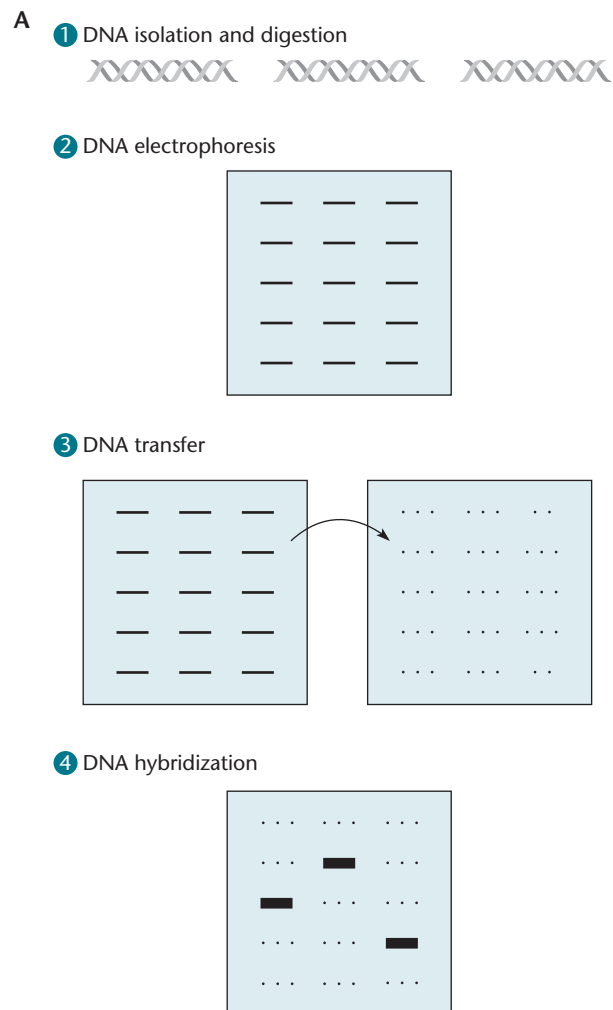 A
1 DNA isolation and digestion
2 DNA electrophoresis
3 DNA transfer
4 DNA hybridization